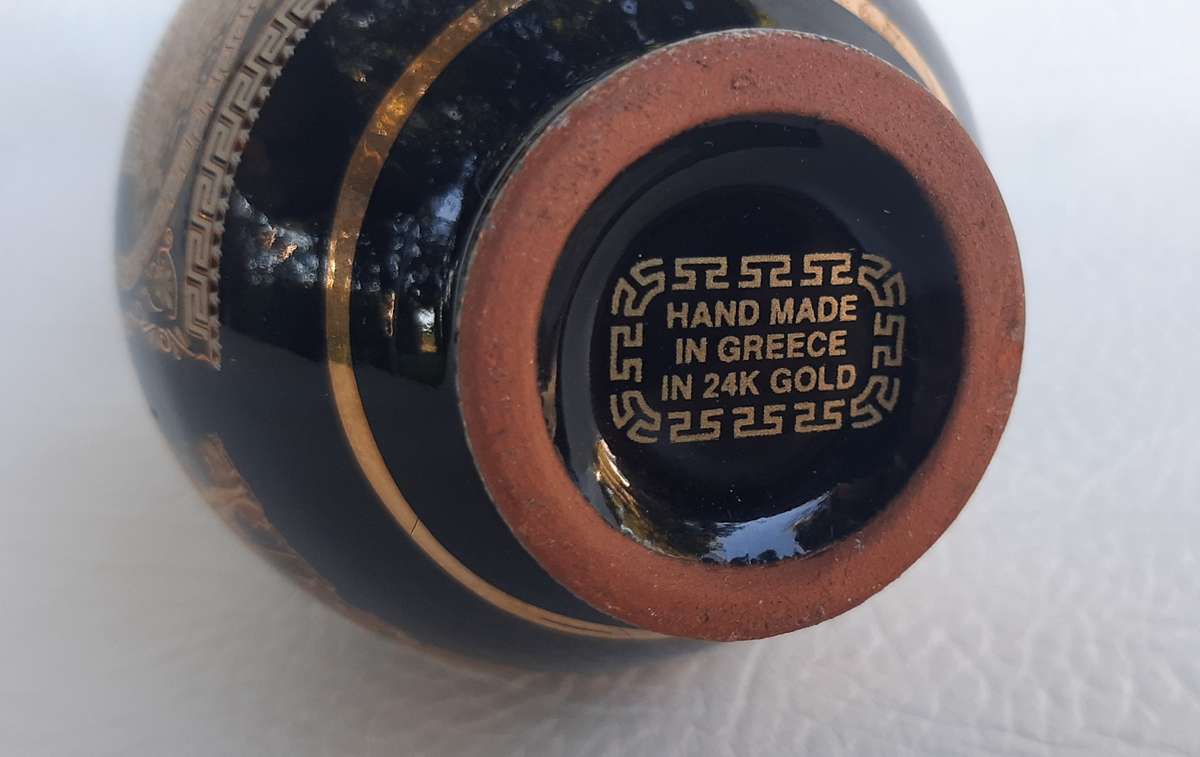 HAND MADE
IN GREECE
IN 24K GOLD